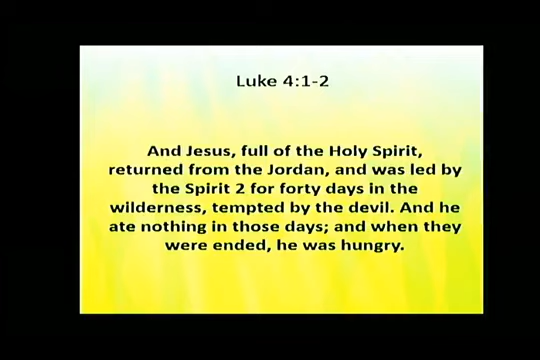 Luke 4:1-2
And Jesus, full of the Holy Spirit,
returned from the Jordan, and was led by
the Spirit 2 for forty days in the
wilderness, tempted by the devil. And he
ate nothing in those days; and when they
were ended, he was hungry.